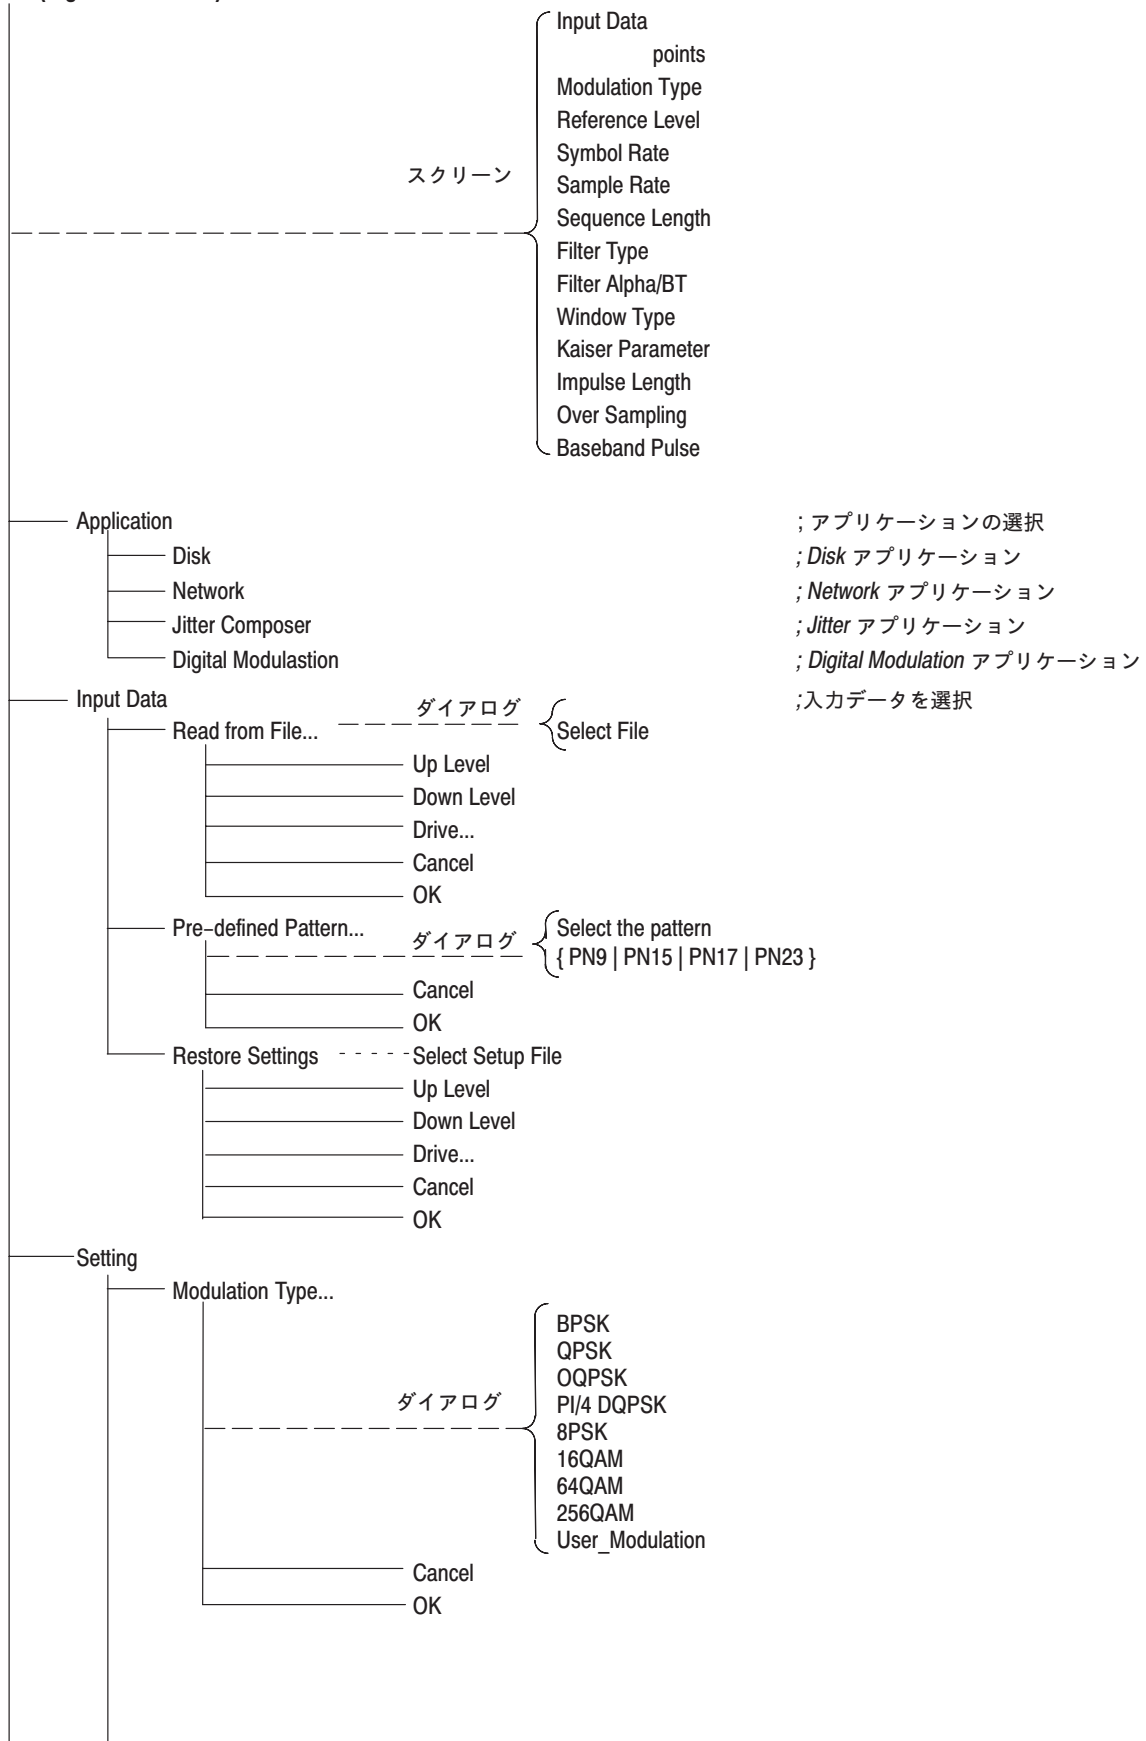 Input Data
points
Modulation Type
Reference Level
Symbol Rate
スクリーン
Sample Rate
Sequence Length
Filter Type
Filter Alpha/BT
Window Type
Kaiser Parameter
Impulse Length
Over Sampling
Baseband Pulse
Application ; アプリケーションの選択
Disk ; Disk アプリケーション
Network ; Network アプリケーション
Jitter Composer ; Jitter アプリケーション
Digital Modulastion ; Digital Modulation アプリケーション
Input Data ;入力データを選択
Read from File... ダイアログ Select File
Up Level
Down Level
Drive...
Cancel
OK
Pre–defined Pattern... ダイアログ Select the pattern
{ PN9 | PN15 | PN17 | PN23 }
Cancel
OK
Restore Settings Select Setup File
Up Level
Down Level
Drive...
Cancel
OK
Setting
Modulation Type...
BPSK
QPSK
OQPSK
ダイアログ PI/4 DQPSK
8PSK
16QAM
64QAM
256QAM
User_Modulation
Cancel
OK